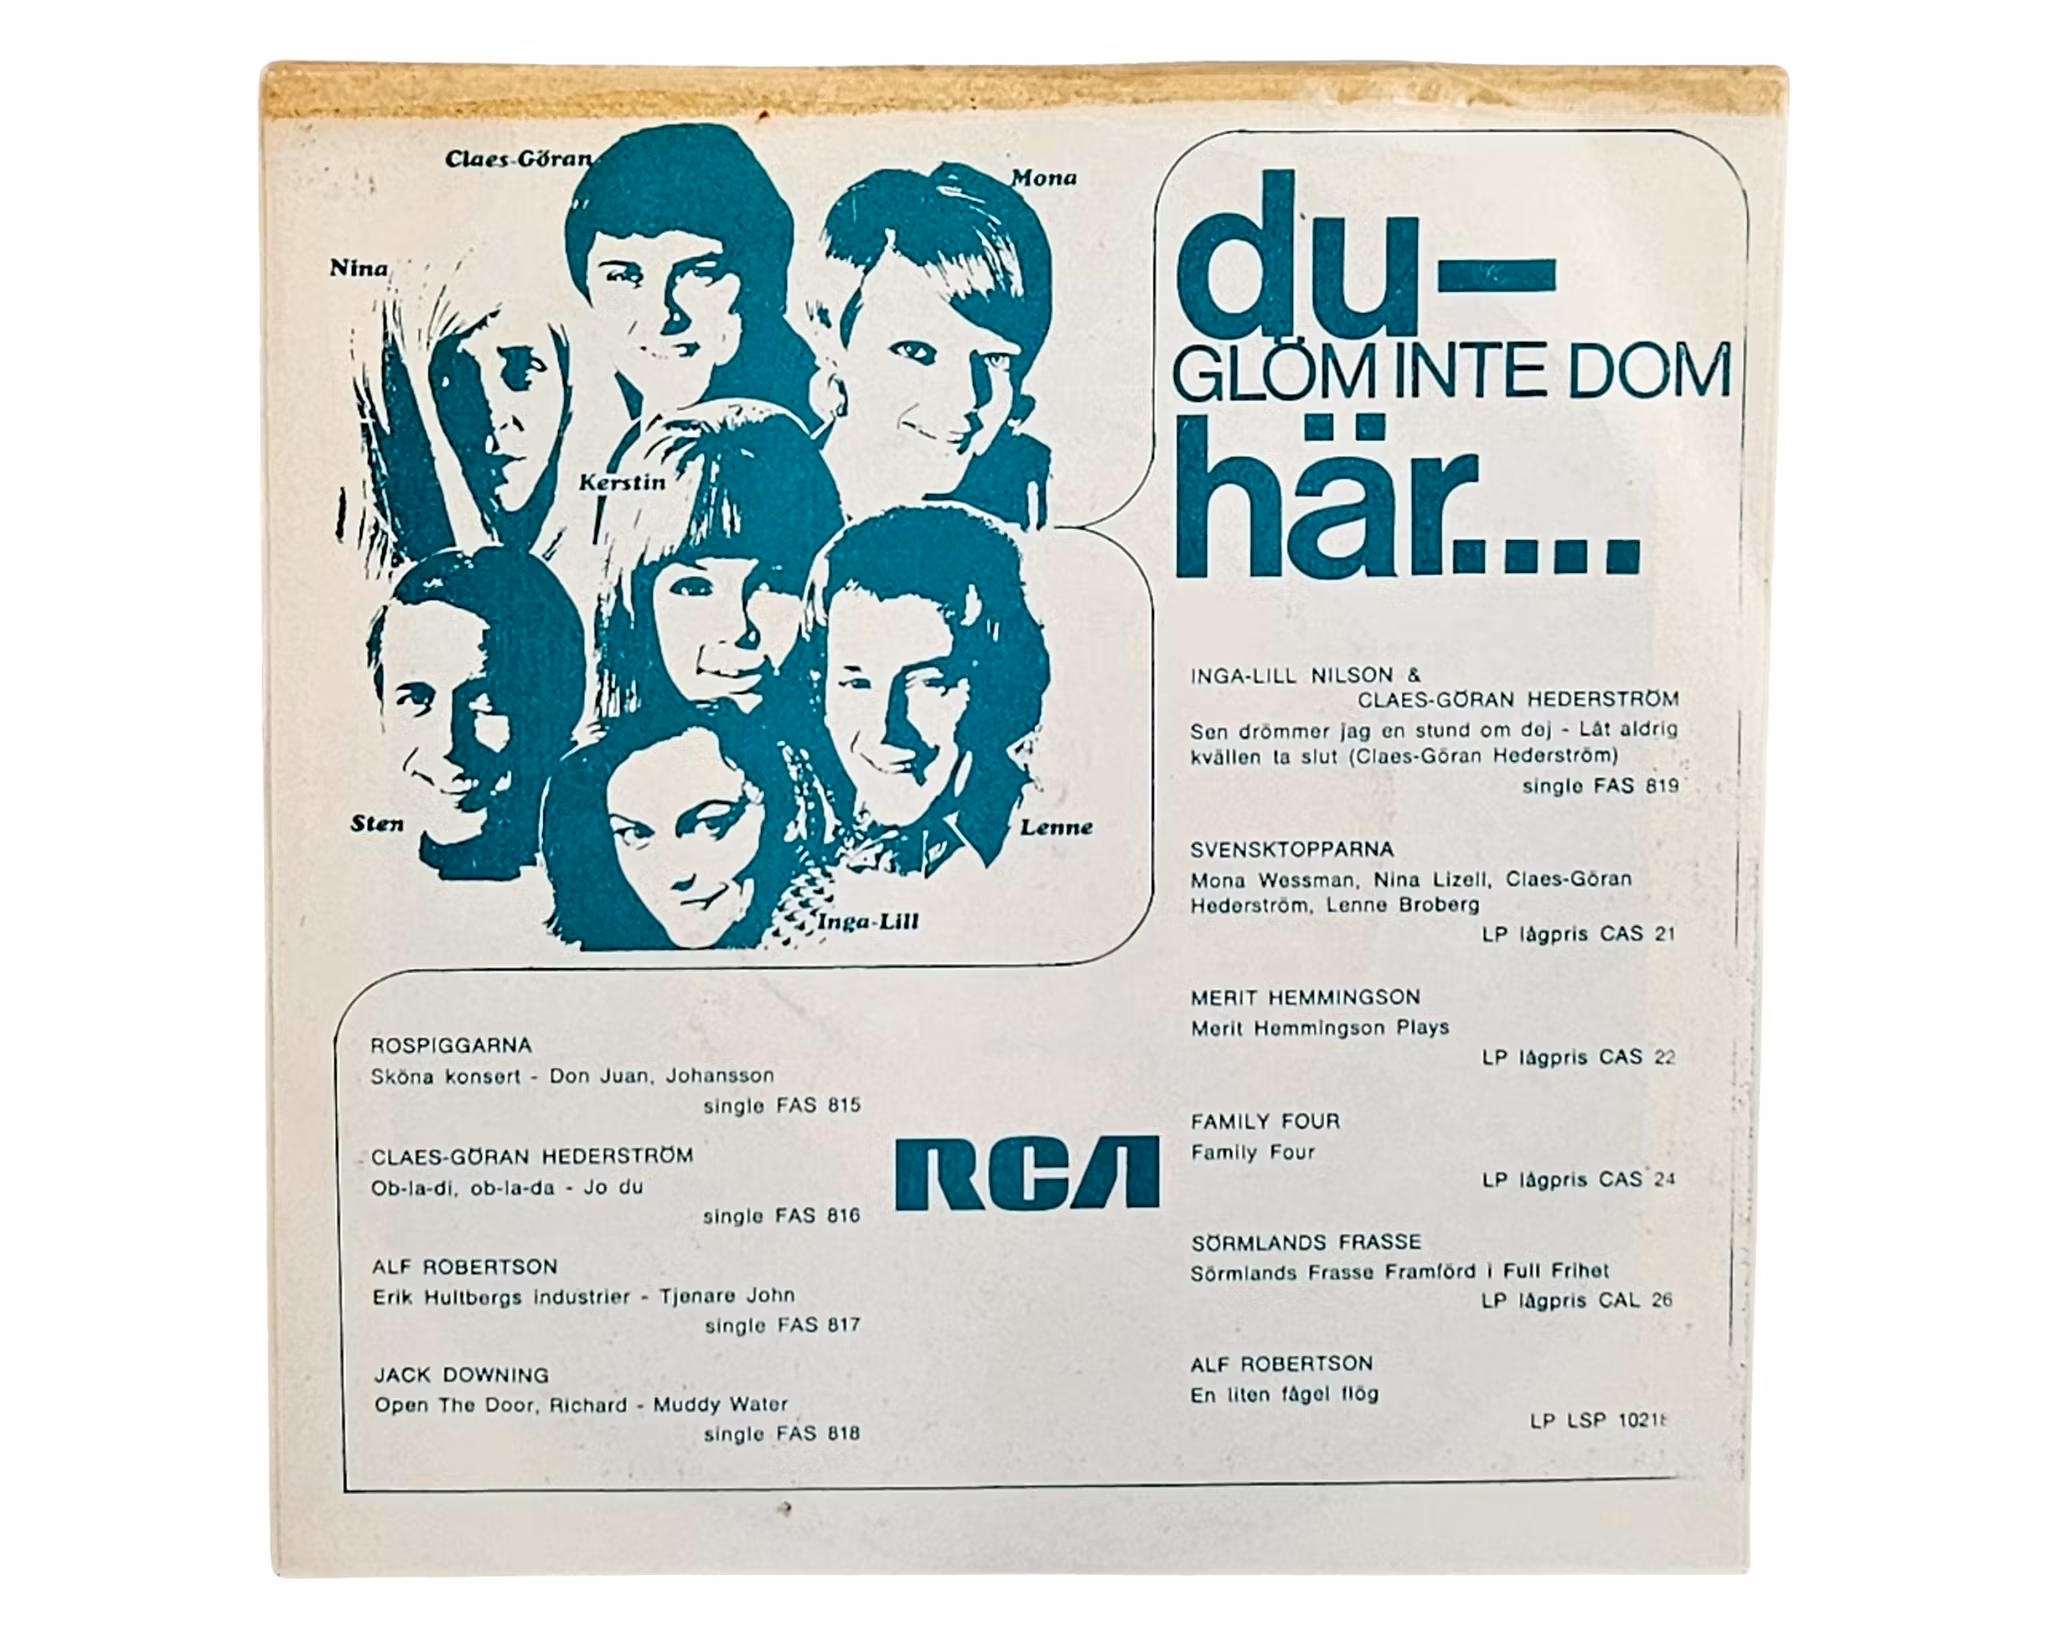 Claes-Göran
Mona
Nina
Kerstin
Sten
Lenne
Inga-Lill
du–
GLÖM INTE DOM
här....
INGA-LILL NILSON &
CLAES-GÖRAN HEDERSTRÖM
Sen drömmer jag en stund om dej - Låt aldrig
kvällen ta slut (Claes-Göran Hederström)
single FAS 819
SVENSKTOPPARNA
Mona Wessman, Nina Lizell, Claes-Göran
Hederström, Lenne Broberg
LP lågpris CAS 21
MERIT HEMMINGSON
Merit Hemmingson Plays
LP lågpris CAS 22
FAMILY FOUR
Family Four
LP lågpris CAS 24
SÖRMLANDS FRASSE
Sörmlands Frasse Framförd i Full Frihet
LP lågpris CAL 26
ALF ROBERTSON
En liten fågel flög
LP LSP 10218
ROSPIGGARNA
Sköna konsert - Don Juan, Johansson
single FAS 815
CLAES-GÖRAN HEDERSTRÖM
Ob-la-di, ob-la-da - Jo du
single FAS 816
ALF ROBERTSON
Erik Hultbergs industrier - Tjenare John
single FAS 817
JACK DOWNING
Open The Door, Richard - Muddy Water
single FAS 818
RCA